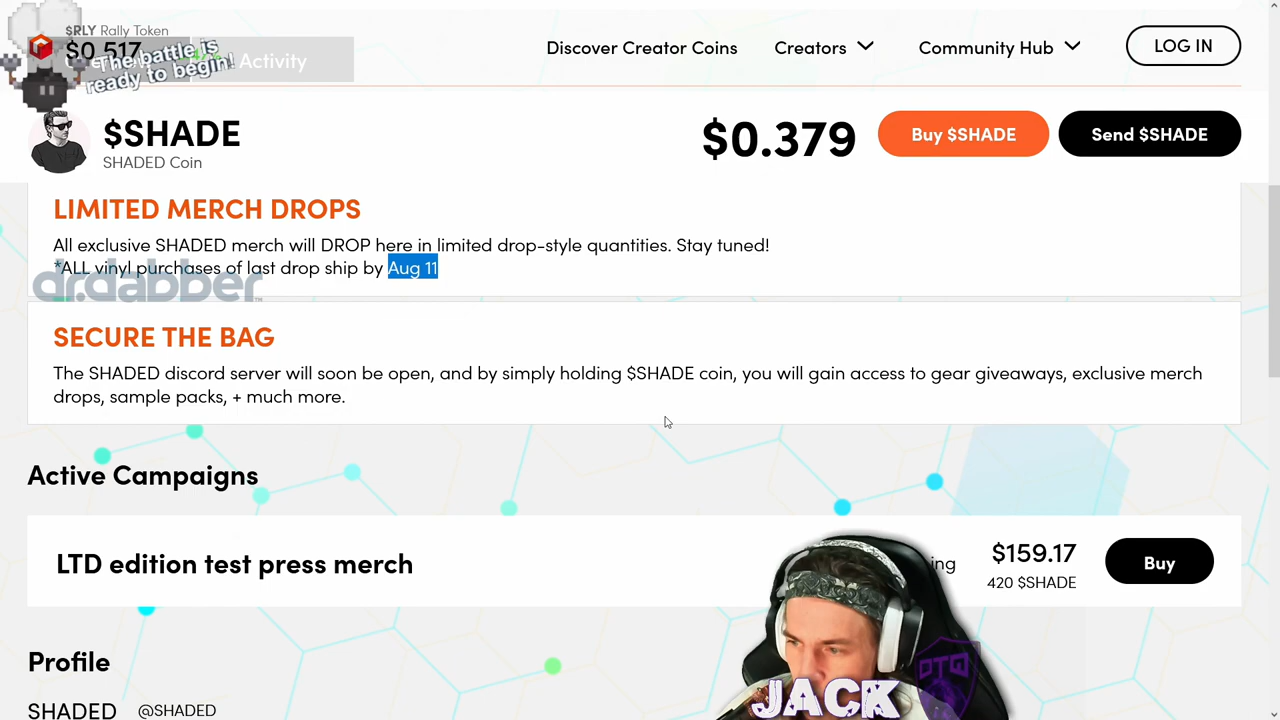 $RLY Rally Token
$0.517
The battle is
ready to begin!
Activity
Discover Creator Coins
Creators
Community Hub
LOG IN
$SHADE
SHADED Coin
$0.379
Buy $SHADE
Send $SHADE
LIMITED MERCH DROPS
All exclusive SHADED merch will DROP here in limited drop-style quantities. Stay tuned!
*ALL vinyl purchases of last drop ship by Aug 11
dr.dabber™
SECURE THE BAG
The SHADED discord server will soon be open, and by simply holding $SHADE coin, you will gain access to gear giveaways, exclusive merch
drops, sample packs, + much more.
Active Campaigns
LTD edition test press merch
$159.17
420 $SHADE
Buy
Profile
SHADED @SHADED
JACK
DTQ